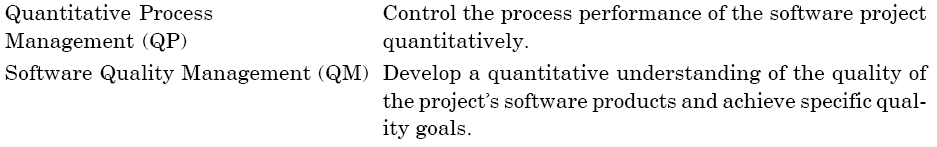 Quantitative Process Control the process performance of the software project
Management (QP) quantitatively.
Software Quality Management (QM) Develop a quantitative understanding of the quality of
the project's software products and achieve specific qual-
ity goals.